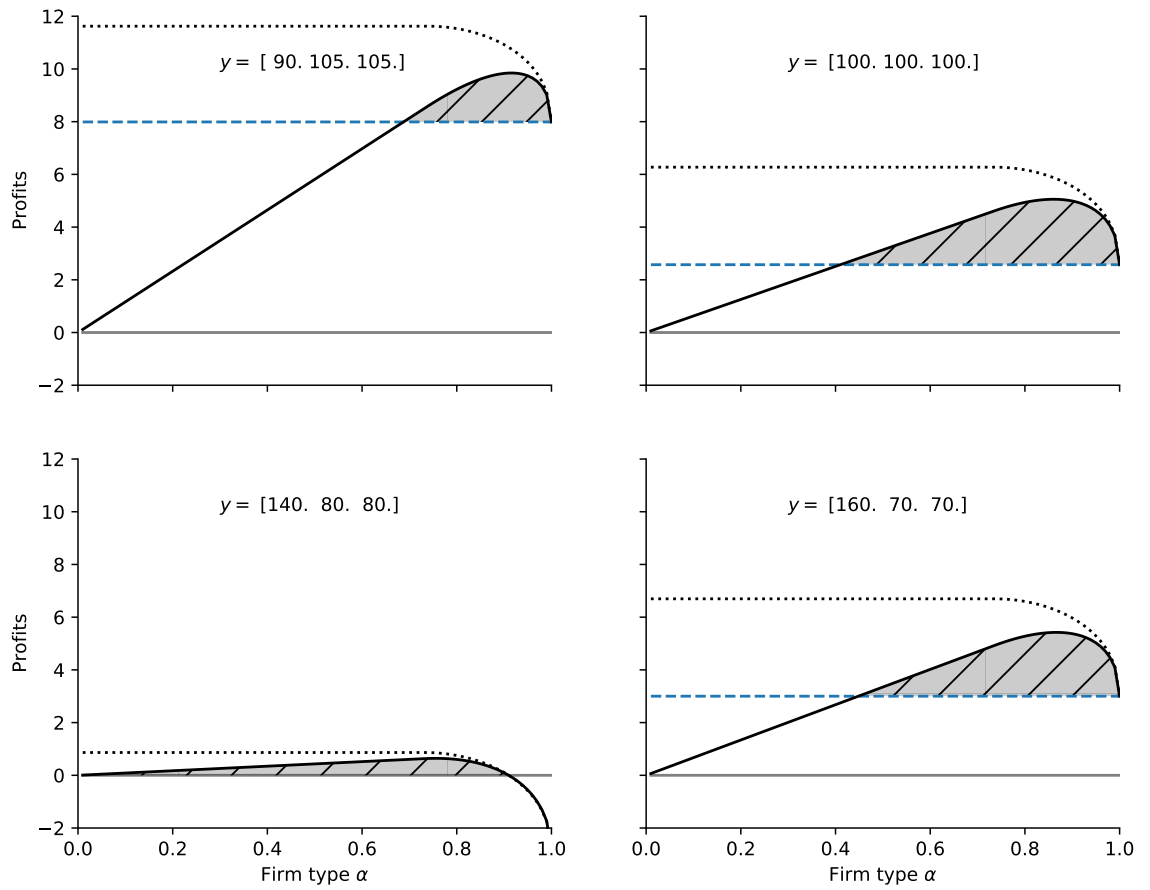 12
10
8
6
4
2
0
−2
Profits
y = [ 90. 105. 105.]
y = [100. 100. 100.]
12
10
8
6
4
2
0
−2
Profits
y = [140.  80.  80.]
0.0 0.2 0.4 0.6 0.8 1.0
Firm type α
y = [160.  70.  70.]
0.0 0.2 0.4 0.6 0.8 1.0
Firm type α